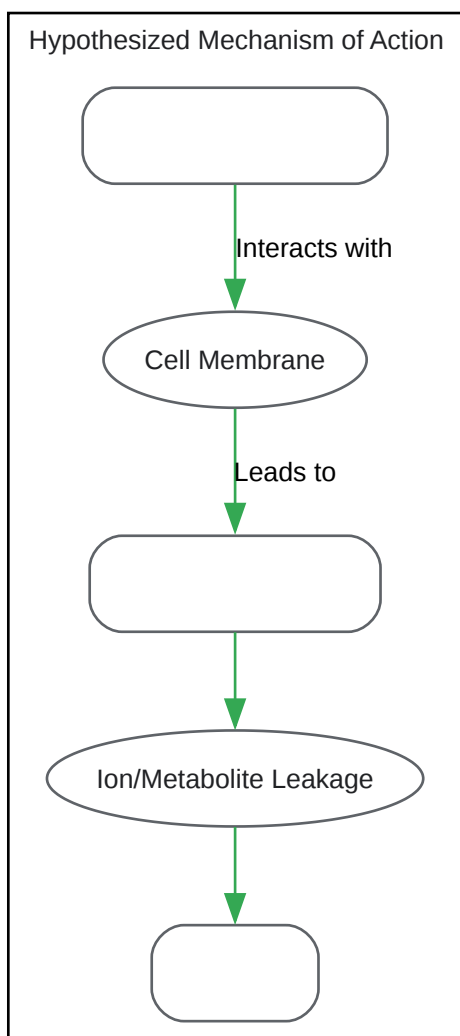 Hypothesized Mechanism of Action
Interacts with
Cell Membrane
Leads to
Ion/Metabolite Leakage